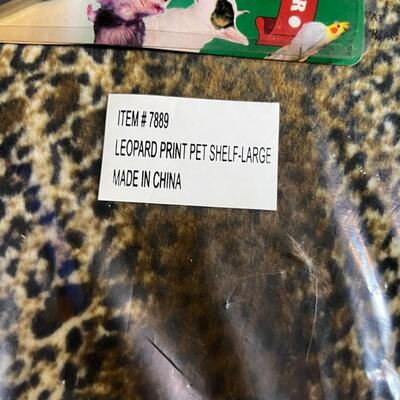 R.
ITEM # 7889
LEOPARD PRINT PET SHELF-LARGE
MADE IN CHINA